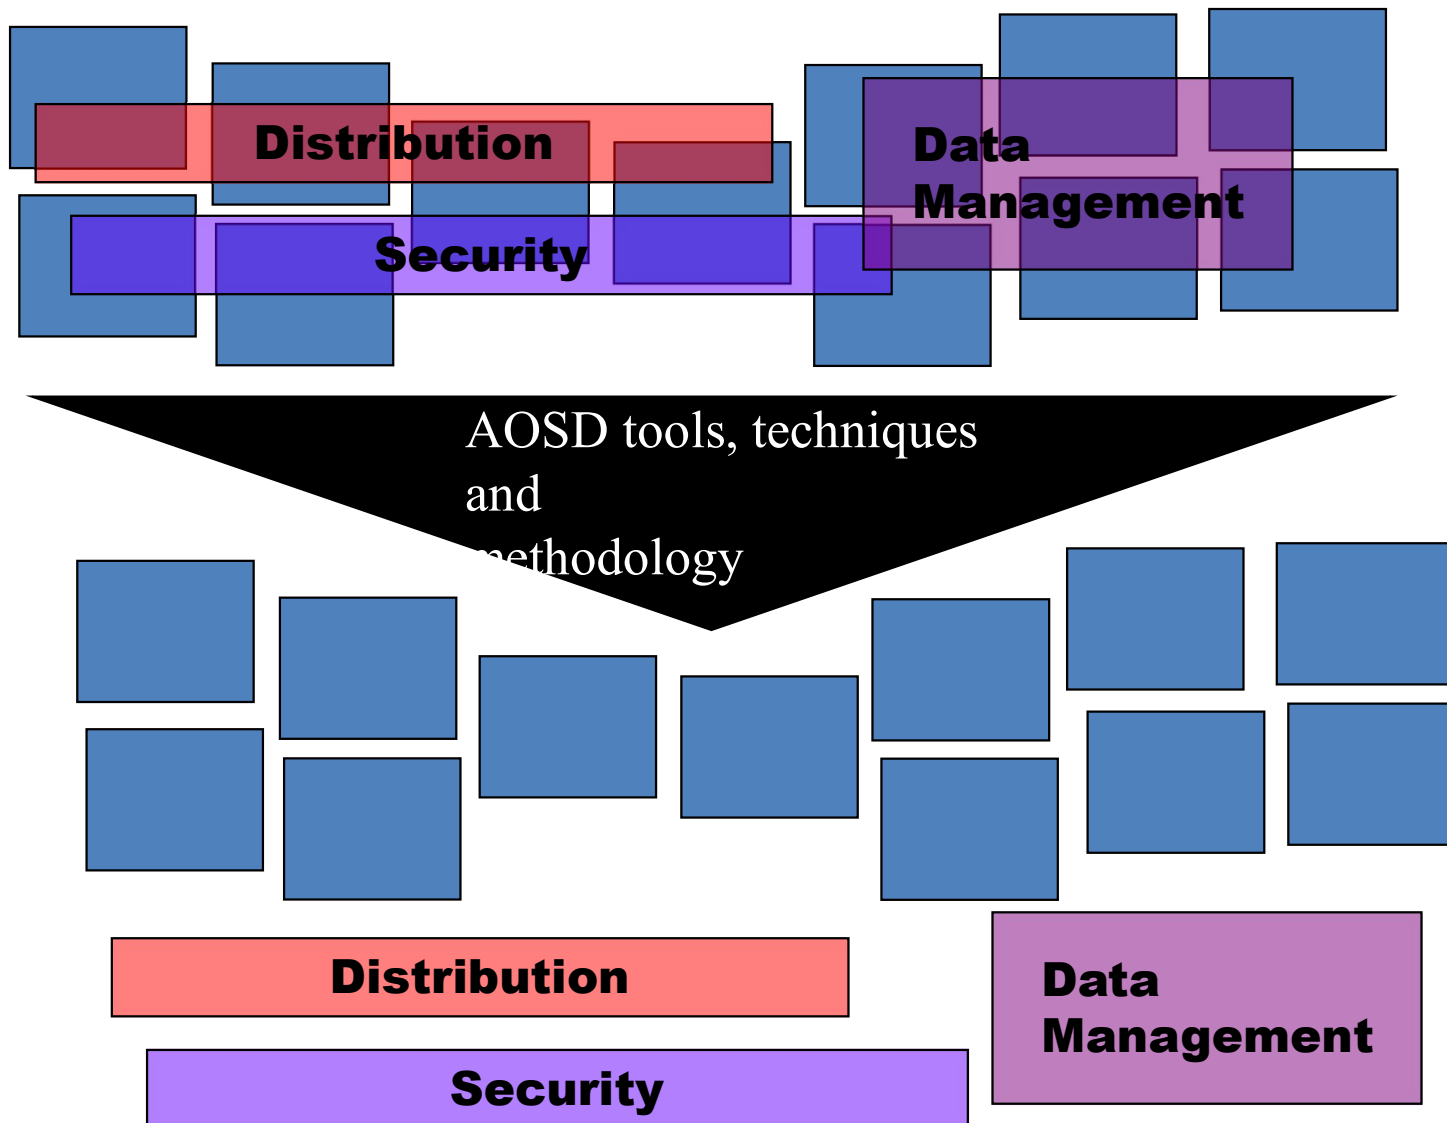 Distribution
Data
Management
Security
AOSD tools, techniques
and
methodology
Distribution
Data
Management
Security